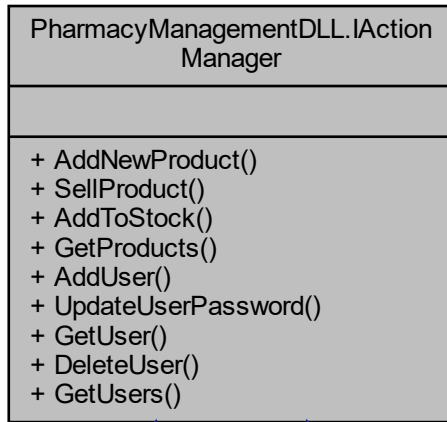 PharmacyManagementDLL.IAction
Manager
+ AddNewProduct()
+ SellProduct()
+ AddToStock()
+ GetProducts()
+ AddUser()
+ UpdateUserPassword()
+ GetUser()
+ DeleteUser()
+ GetUsers()